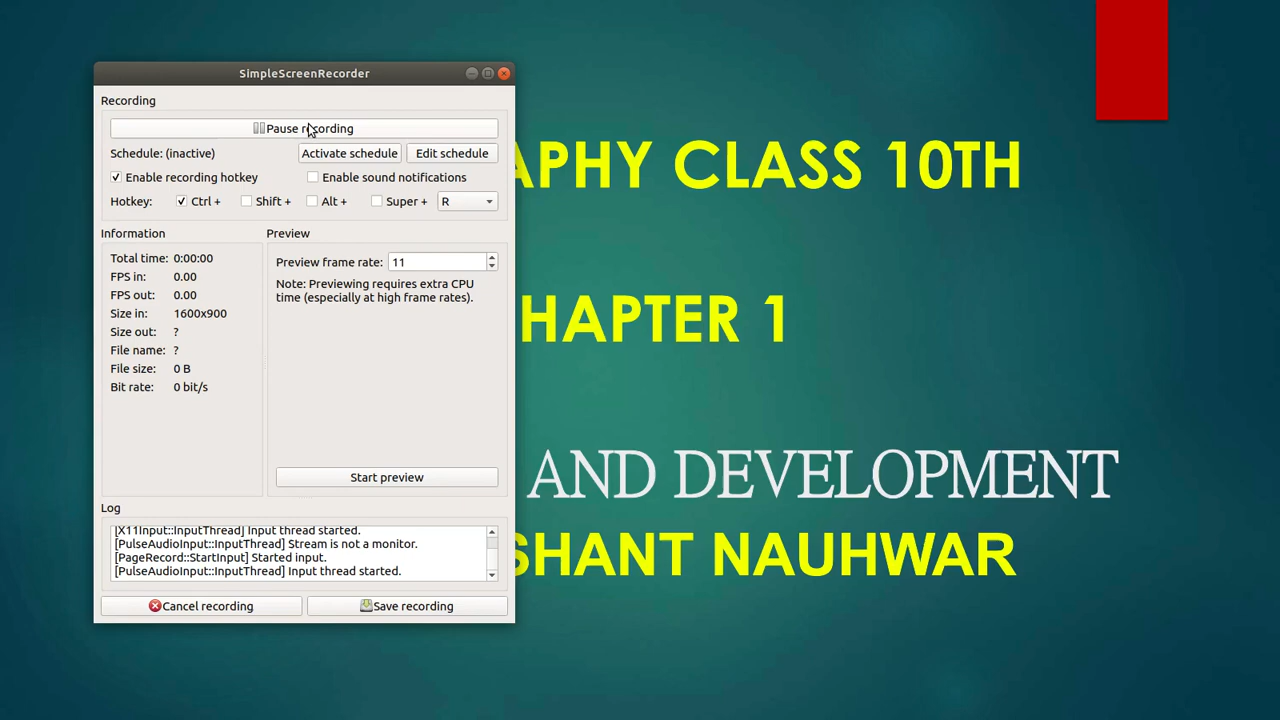 SimpleScreenRecorder
Recording
Pause recording
Schedule: (inactive) Activate schedule Edit schedule
Enable recording hotkey Enable sound notifications
Hotkey: Ctrl + Shift + Alt + Super + R
Information
Total time: 0:00:00
FPS in: 0.00
FPS out: 0.00
Size in: 1600x900
Size out: ?
File name: ?
File size: 0 B
Bit rate: 0 bit/s
Preview
Preview frame rate: 11
Note: Previewing requires extra CPU
time (especially at high frame rates).
Start preview
Log
[X11Input::InputThread] Input thread started.
[PulseAudioInput::InputThread] Stream is not a monitor.
[PageRecord::StartInput] Started input.
[PulseAudioInput::InputThread] Input thread started.
Cancel recording Save recording
APHY CLASS 10TH
HAPTER 1
AND DEVELOPMENT
SHANT NAUHWAR